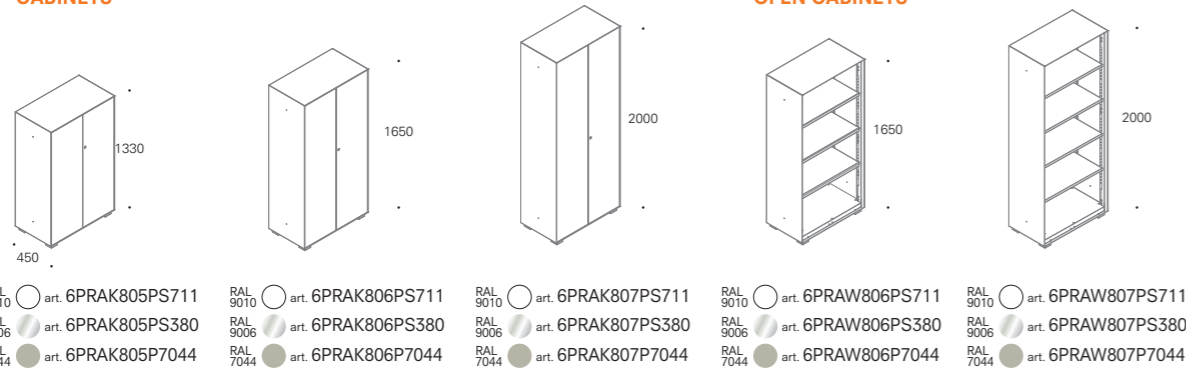 CABINETS
OPEN CABINETS
1330
450
1650
2000
1650
2000
art. 6PRAK805PS711
art. 6PRAK805PS380
art. 6PRAK805P7044
RAL
9010 art. 6PRAK806PS711
RAL
9006 art. 6PRAK806PS380
RAL
7044 art. 6PRAK806P7044
RAL
9010 art. 6PRAK807PS711
RAL
9006 art. 6PRAK807PS380
RAL
7044 art. 6PRAK807P7044
RAL
9010 art. 6PRAW806PS711
RAL
9006 art. 6PRAW806PS380
RAL
7044 art. 6PRAW806P7044
RAL
9010 art. 6PRAW807PS711
RAL
9006 art. 6PRAW807PS380
RAL
7044 art. 6PRAW807P7044